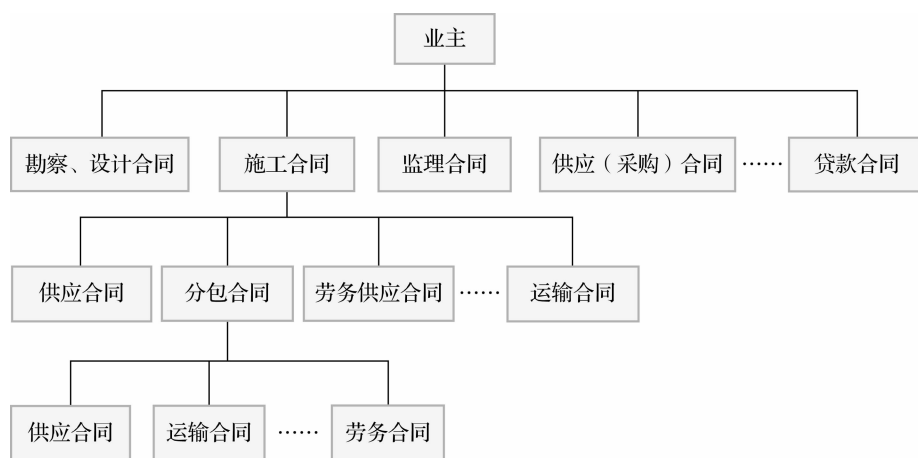 业主
勘察、设计合同 施工合同 监理合同 供应（采购）合同 …… 贷款合同
供应合同 分包合同 劳务供应合同 …… 运输合同
供应合同 运输合同 …… 劳务合同